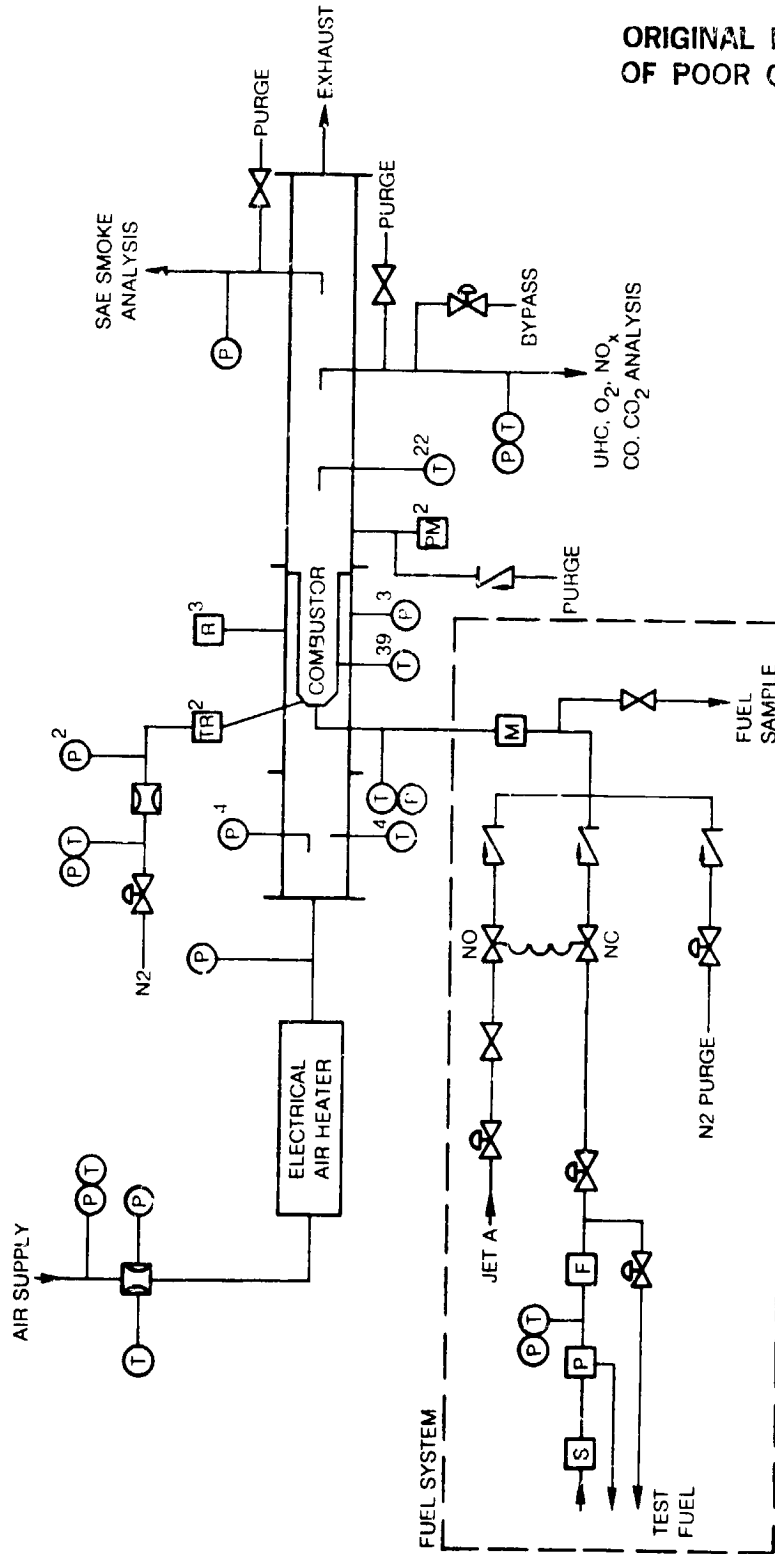 ORIGINAL
OF POOR
AIR SUPPLY
P T
P
T
ELECTRICAL
AIR HEATER
P
N2
P T
P 2
TR 2
R 3
P 4
T 4
COMBUSTOR
T P
T 39
P 3
PM 2
PURGE
T 22
SAE SMOKE
ANALYSIS
P
PURGE
EXHAUST
PURGE
BYPASS
P T
UHC, O2, NOx
CO, CO2 ANALYSIS
FUEL SYSTEM
JET A
NO
NC
M
FUEL
SAMPLE
S
P
P T
F
TEST
FUEL
N2 PURGE